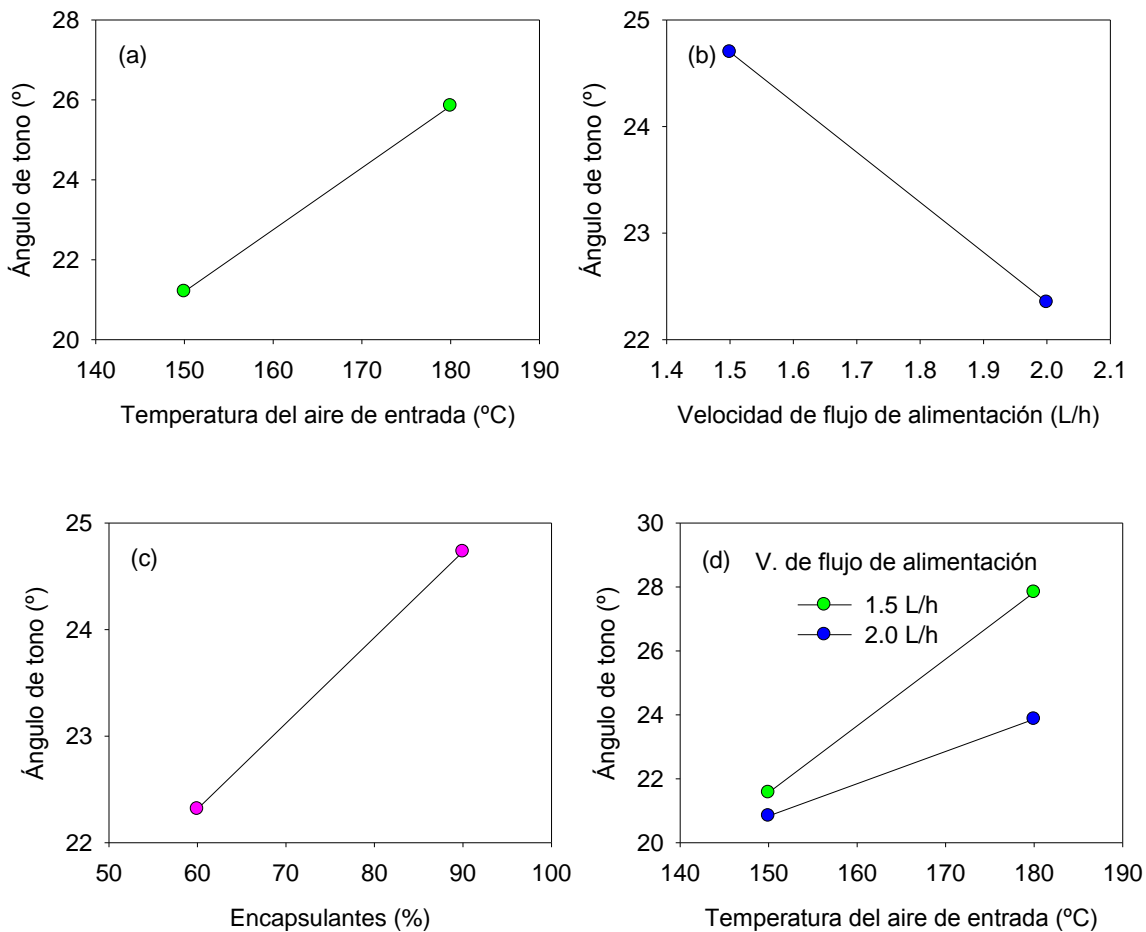 (a)
Ángulo de tono (º)
28
26
24
22
20
140 150 160 170 180 190
Temperatura del aire de entrada (ºC)
(b)
Ángulo de tono (º)
25
24
23
22
1.4 1.5 1.6 1.7 1.8 1.9 2.0 2.1
Velocidad de flujo de alimentación (L/h)
(c)
Ángulo de tono (º)
25
24
23
22
50 60 70 80 90 100
Encapsulantes (%)
(d) V. de flujo de alimentación
1.5 L/h
2.0 L/h
Ángulo de tono (º)
30
28
26
24
22
20
140 150 160 170 180 190
Temperatura del aire de entrada (ºC)